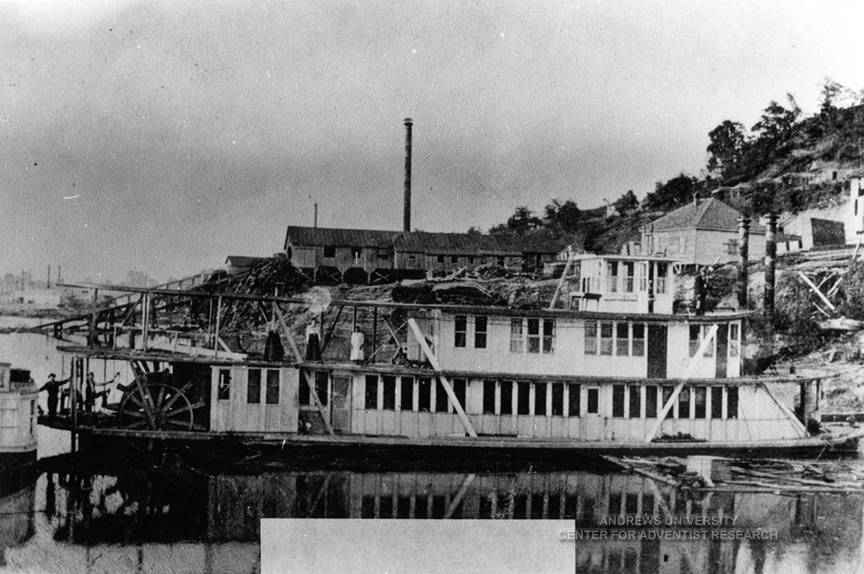 ANDREWS UNIVERSITY
CENTER FOR ADVENTIST RESEARCH